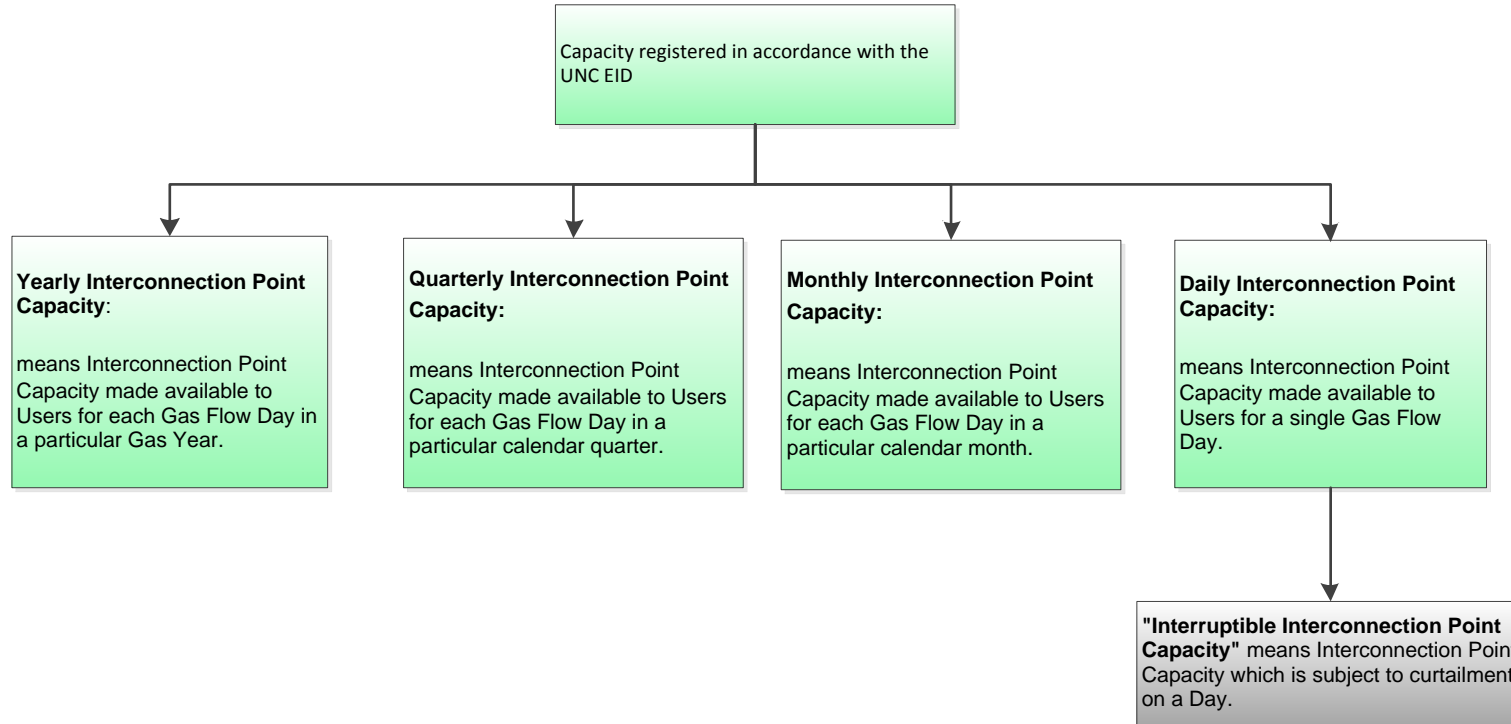 Capacity registered in accordance with the
UNC EID
Yearly Interconnection Point
Capacity:
means Interconnection Point
Capacity made available to
Users for each Gas Flow Day in
a particular Gas Year.
Quarterly Interconnection Point
Capacity:
means Interconnection Point
Capacity made available to Users
for each Gas Flow Day in a
particular calendar quarter.
Monthly Interconnection Point
Capacity:
means Interconnection Point
Capacity made available to Users
for each Gas Flow Day in a
particular calendar month.
Daily Interconnection Point
Capacity:
means Interconnection Point
Capacity made available to
Users for a single Gas Flow
Day.
"Interruptible Interconnection Point
Capacity" means Interconnection Poin
Capacity which is subject to curtailment
on a Day.